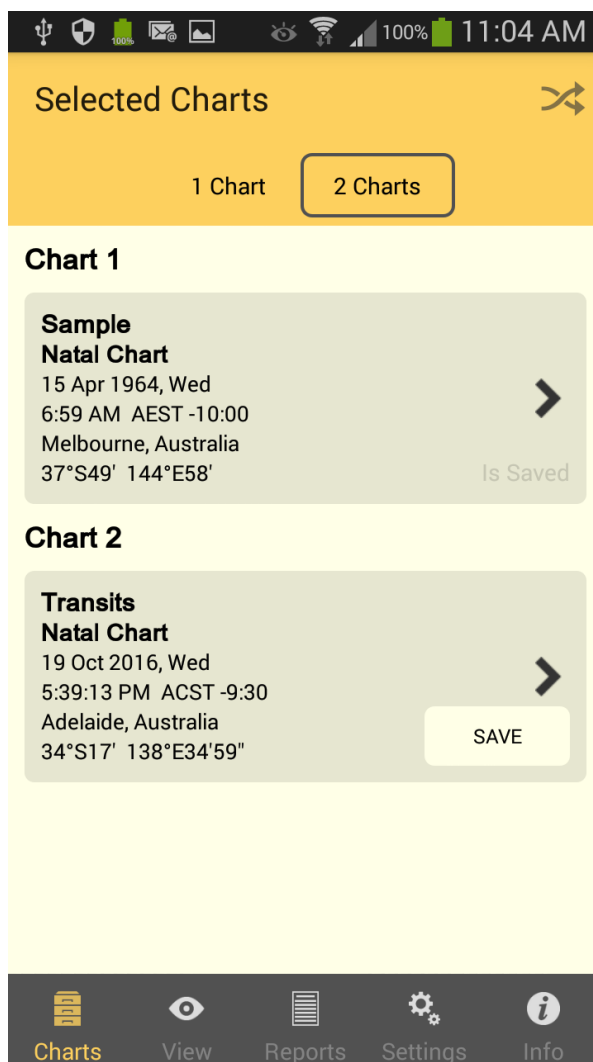 100%
100%
11:04 AM
Selected Charts
1 Chart
2 Charts
Chart 1
Sample
Natal Chart
15 Apr 1964, Wed
6:59 AM AEST -10:00
Melbourne, Australia
37°S49' 144°E58'
Is Saved
Chart 2
Transits
Natal Chart
19 Oct 2016, Wed
5:39:13 PM ACST -9:30
Adelaide, Australia
34°S17' 138°E34'59"
SAVE
Charts
View
Reports
Settings
Info